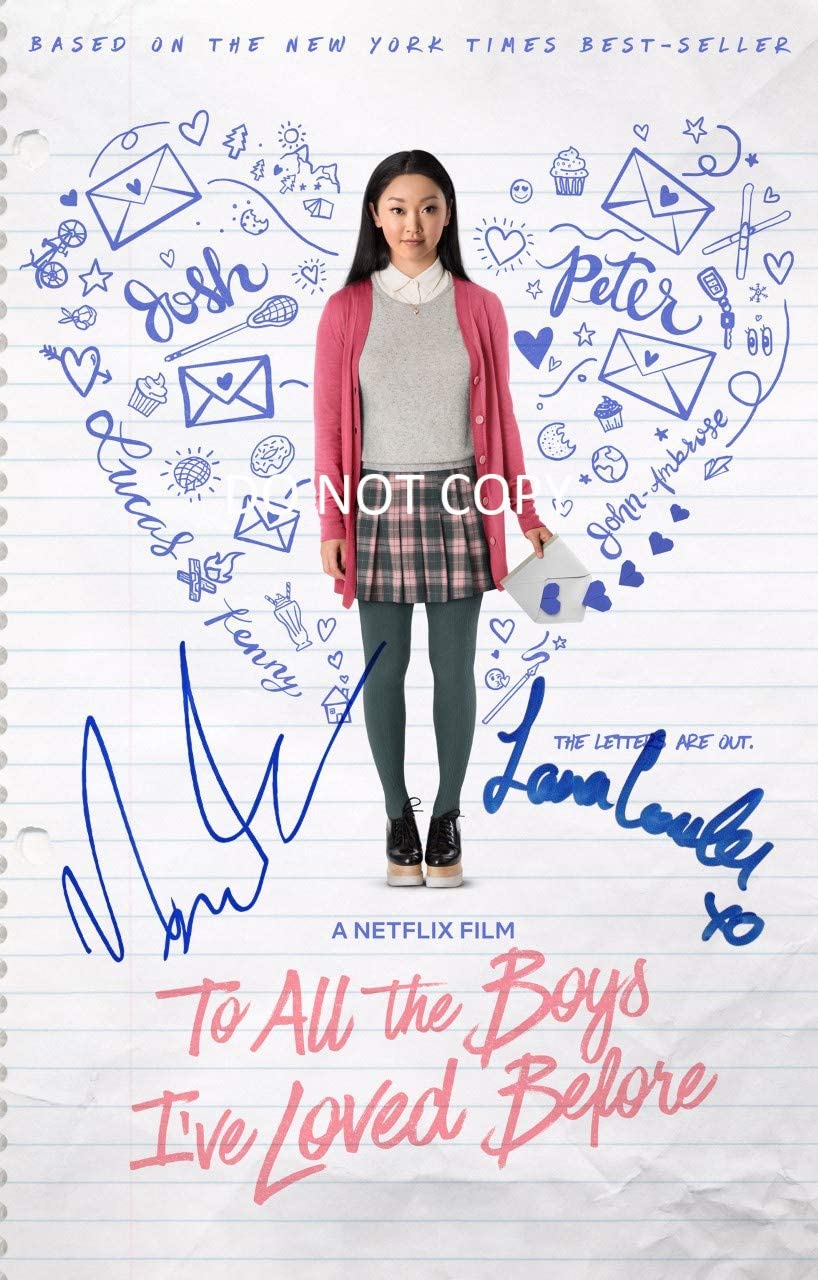 BASED ON THE NEW YORK TIMES BEST-SELLER
Josh
Peter
Lucas
John Ambrose
DO NOT COPY
Kenny
THE LETTERS ARE OUT.
Lana Condor
XO
A NETFLIX FILM
To All the Boys
I've Loved Before